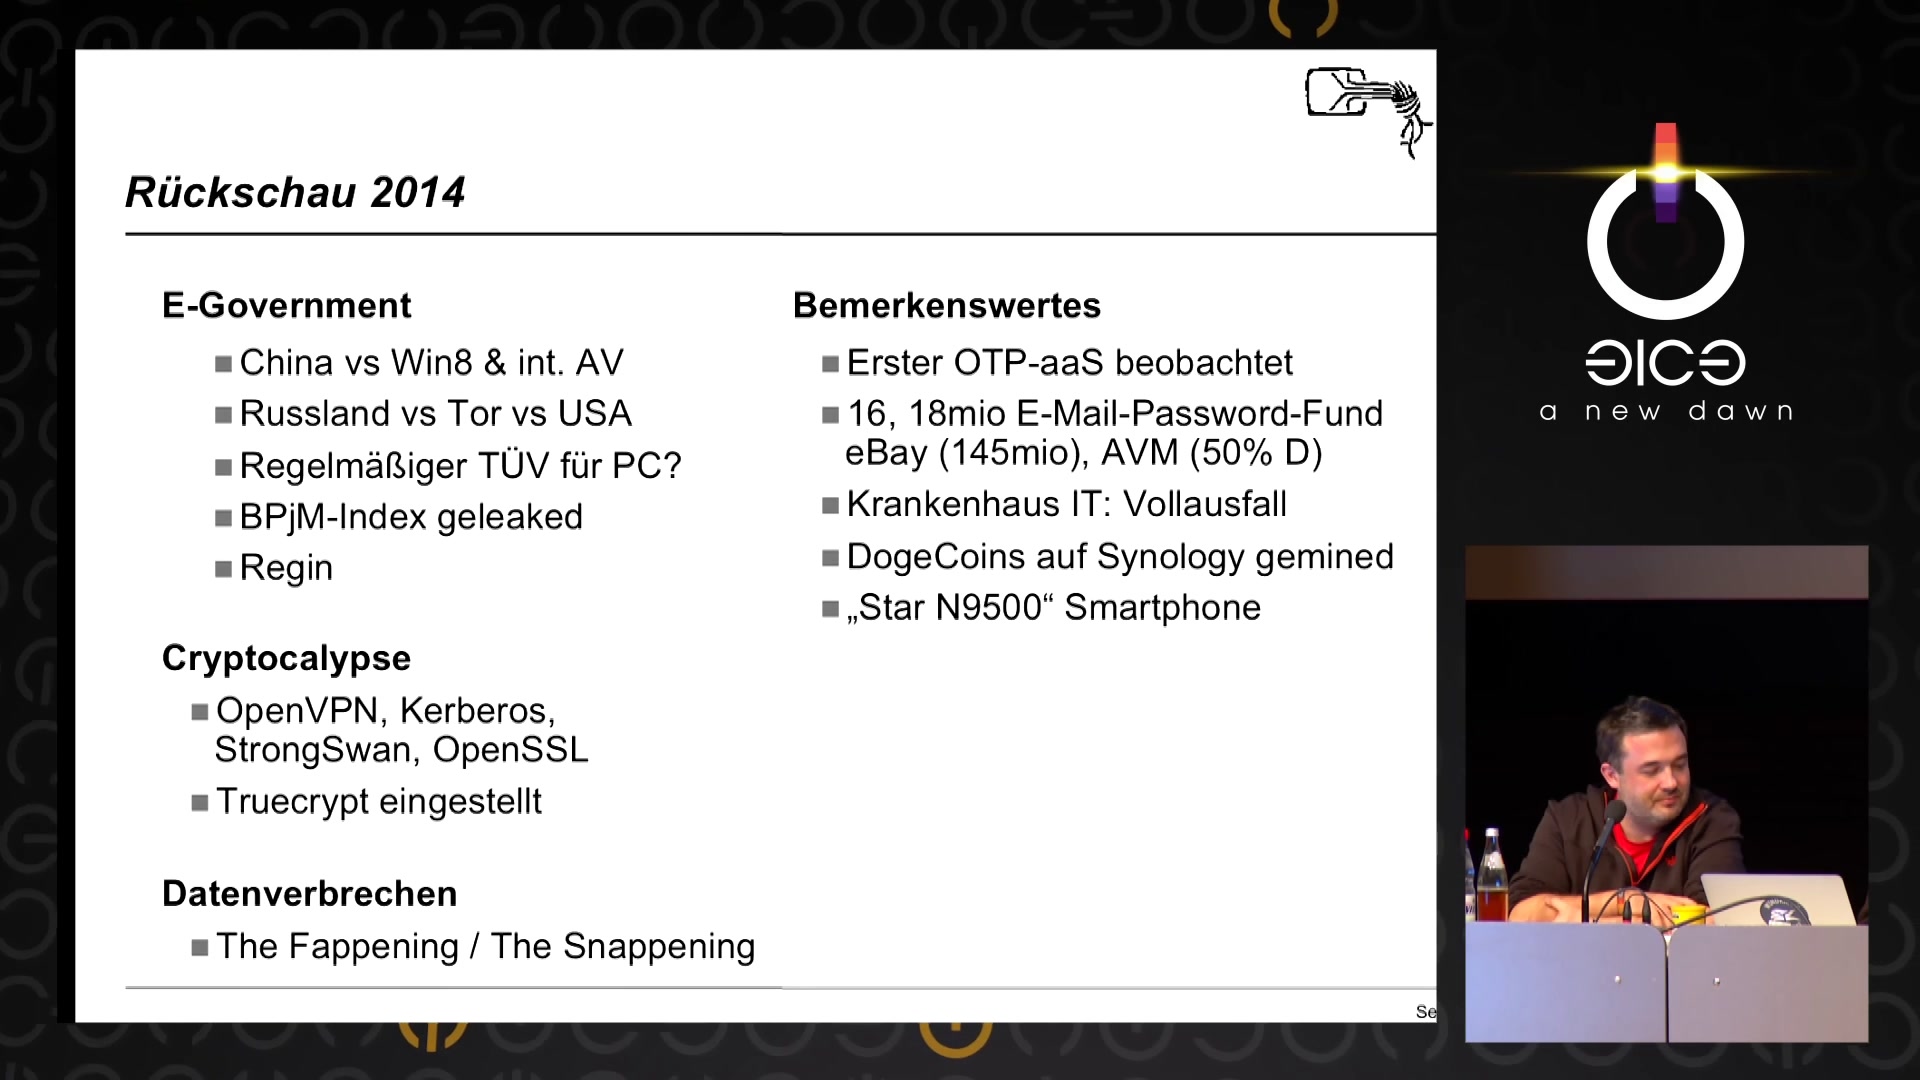 Rückschau 2014
E-Government
China vs Win8 & int. AV
Russland vs Tor vs USA
Regelmäßiger TÜV für PC?
BPjM-Index geleaked
Regin
Cryptocalypse
OpenVPN, Kerberos,
StrongSwan, OpenSSL
Truecrypt eingestellt
Datenverbrechen
The Fappening / The Snappening
Bemerkenswertes
Erster OTP-aaS beobachtet
16, 18mio E-Mail-Password-Fund
eBay (145mio), AVM (50% D)
Krankenhaus IT: Vollausfall
DogeCoins auf Synology gemined
„Star N9500“ Smartphone
Se
a new dawn